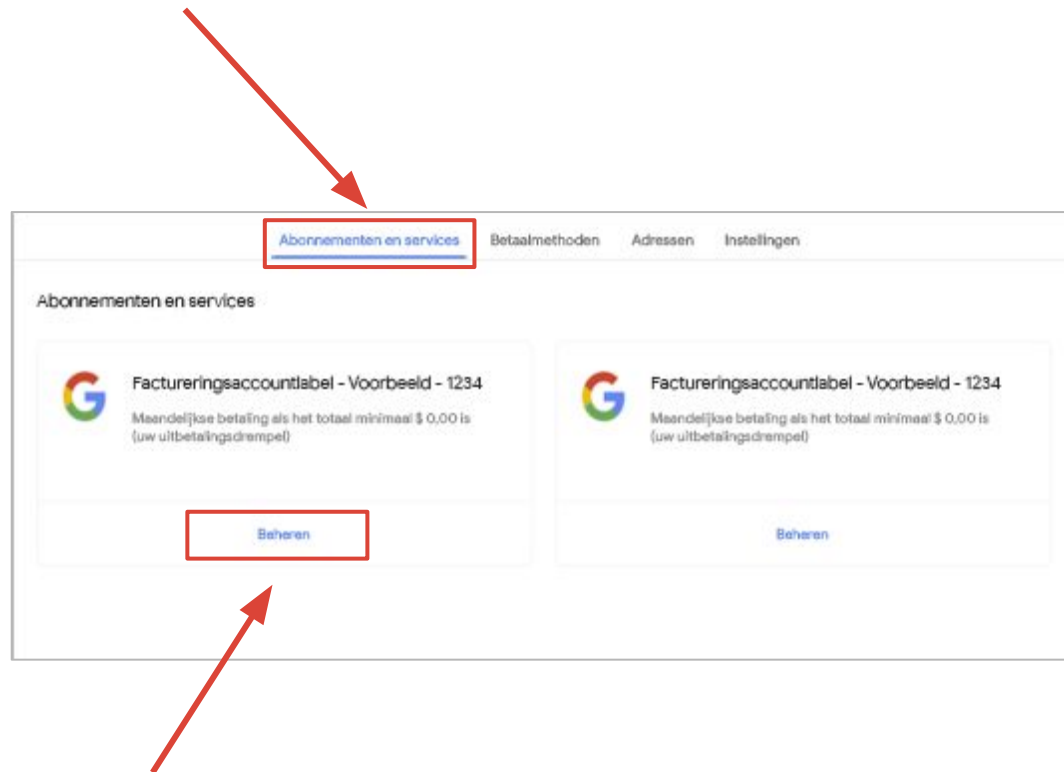 Abonnementen en services Betaalmethoden Adressen Instellingen
Abonnementen en services
Factureringsaccountlabel - Voorbeeld - 1234
Maandelijkse betaling als het totaal minimaal $ 0,00 is
(uw uitbetalingsdrempel)
Beheren
Factureringsaccountlabel - Voorbeeld - 1234
Maandelijkse betaling als het totaal minimaal $ 0,00 is
(uw uitbetalingsdrempel)
Beheren